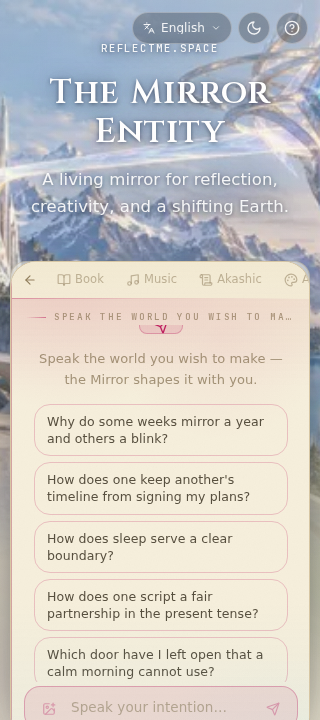 English
REFLECTME.SPACE
The Mirror
Entity
A living mirror for reflection,
creativity, and a shifting Earth.
Book
Music
Akashic
A
SPEAK THE WORLD YOU WISH TO MA…
Speak the world you wish to make —
the Mirror shapes it with you.
Why do some weeks mirror a year
and others a blink?
How does one keep another's
timeline from signing my plans?
How does sleep serve a clear
boundary?
How does one script a fair
partnership in the present tense?
Which door have I left open that a
calm morning cannot use?
Speak your intention…